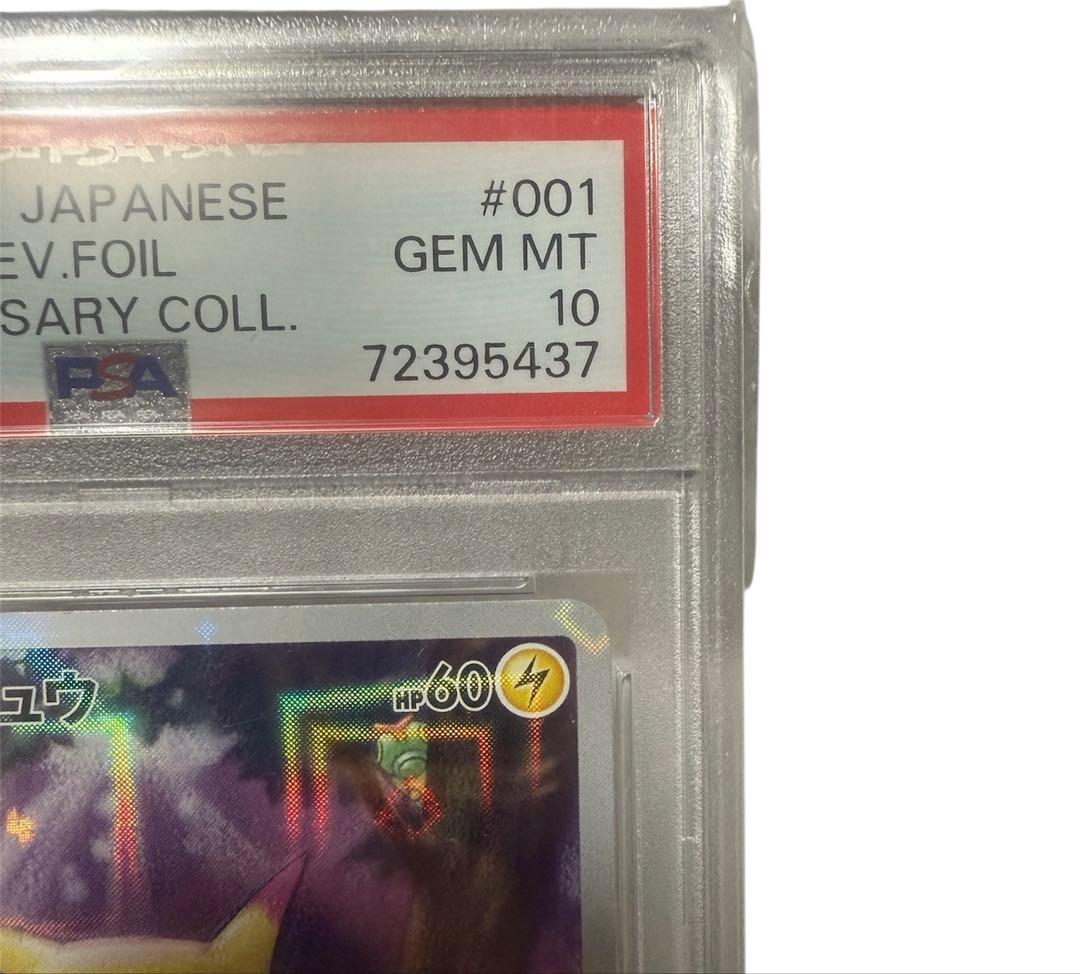 JAPANESE #001
EV.FOIL GEM MT
SARY COLL. 10
PSA 72395437
ュウ HP60